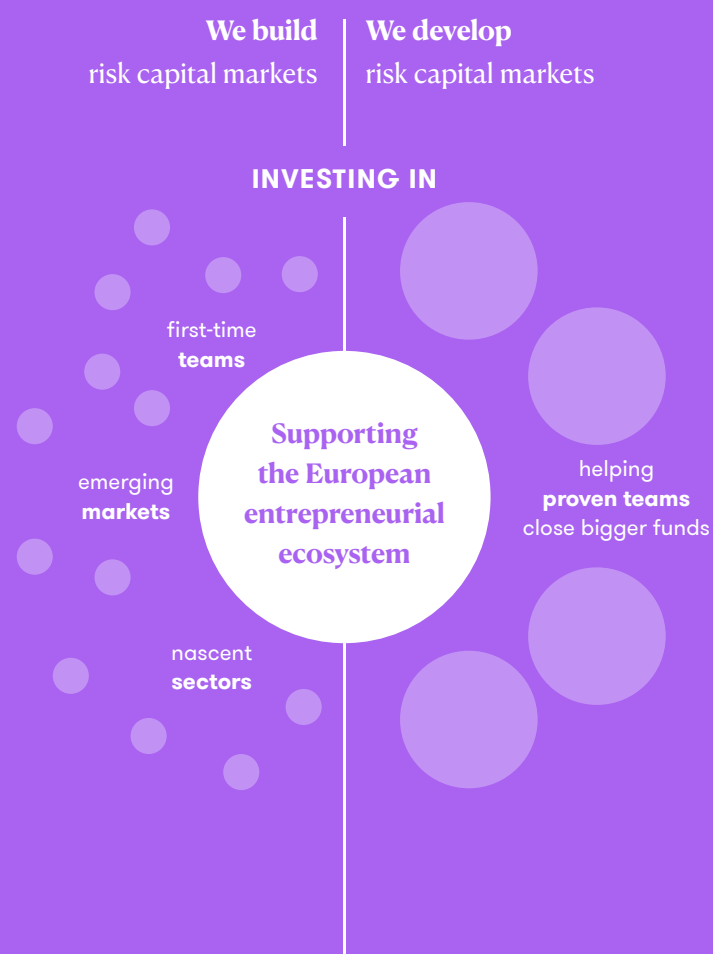 We build
risk capital markets
We develop
risk capital markets
INVESTING IN
first-time
teams
emerging
markets
nascent
sectors
Supporting
the European
entrepreneurial
ecosystem
helping
proven teams
close bigger funds